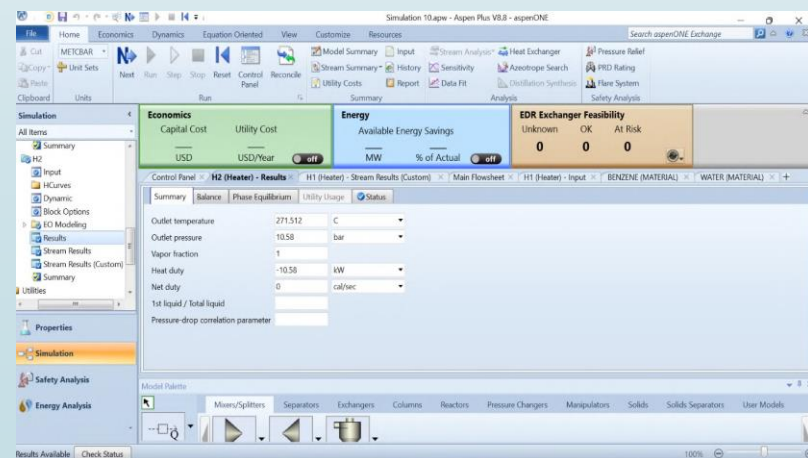 Simulation 10.apw - Aspen Plus V8.8 - aspenONE
File Home Economics Dynamics Equation Oriented View Customize Resources Search aspenONE Exchange
Cut METCBAR Model Summary Input Stream Analysis Heat Exchanger Pressure Relief
Copy Unit Sets Next Run Step Stop Reset Control Panel Reconcile Stream Summary History Sensitivity Azeotrope Search PRD Rating
Paste Utility Costs Report Data Fit Distillation Synthesis Flare System
Clipboard Units Run Summary Analysis Safety Analysis
Simulation
All Items
Summary
H2
Input
HCurves
Dynamic
Block Options
EO Modeling
Results
Stream Results
Stream Results (Custom)
Summary
Utilities
Properties
Simulation
Safety Analysis
Energy Analysis
Economics
Capital Cost Utility Cost
USD USD/Year off
Energy
Available Energy Savings
MW % of Actual off
EDR Exchanger Feasibility
Unknown OK At Risk
0 0 0
Control Panel H2 (Heater) - Results H1 (Heater) - Stream Results (Custom) Main Flowsheet H1 (Heater) - Input BENZENE (MATERIAL) WATER (MATERIAL) +
Summary Balance Phase Equilibrium Utility Usage Status
Outlet temperature 271.512 C
Outlet pressure 10.58 bar
Vapor fraction 1
Heat duty -10.58 kW
Net duty 0 cal/sec
1st liquid / Total liquid
Pressure-drop correlation parameter
Model Palette
Mixers/Splitters Separators Exchangers Columns Reactors Pressure Changers Manipulators Solids Solids Separators User Models
Results Available Check Status 100%